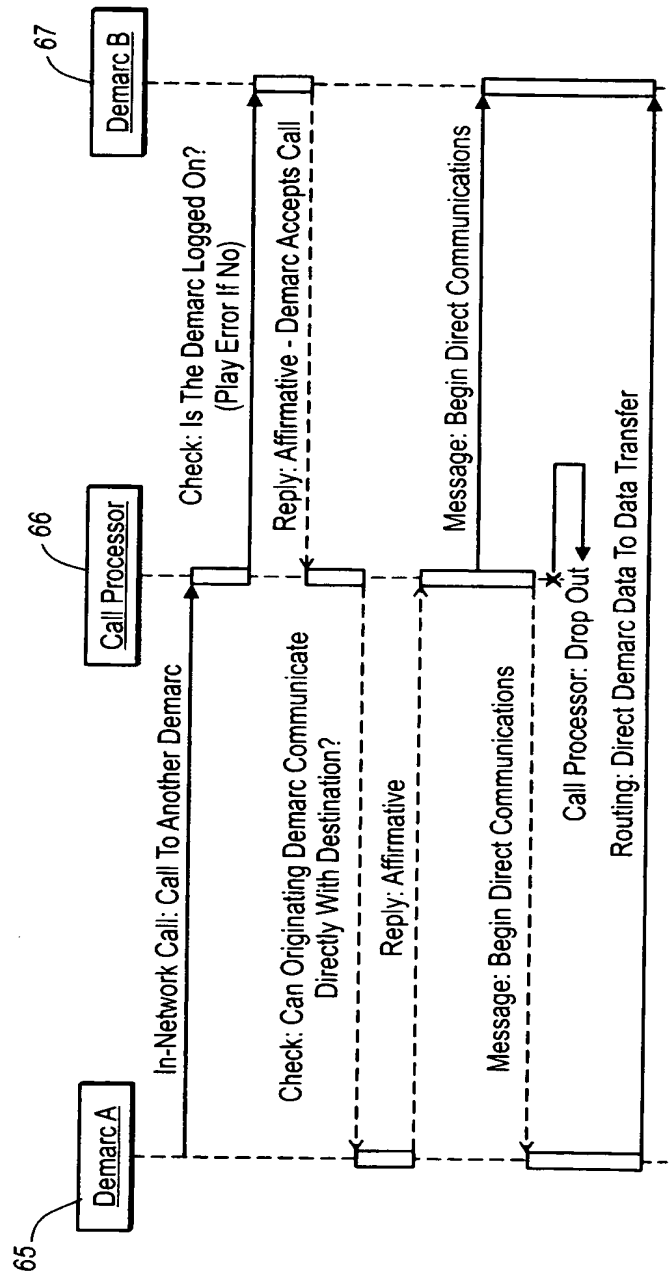 65
Demarc A
66
Call Processor
67
Demarc B
In-Network Call: Call To Another Demarc
Check: Is The Demarc Logged On?
(Play Error If No)
Reply: Affirmative - Demarc Accepts Call
Check: Can Originating Demarc Communicate
Directly With Destination?
Reply: Affirmative
Message: Begin Direct Communications
Message: Begin Direct Communications
Call Processor: Drop Out
Routing: Direct Demarc Data To Data Transfer